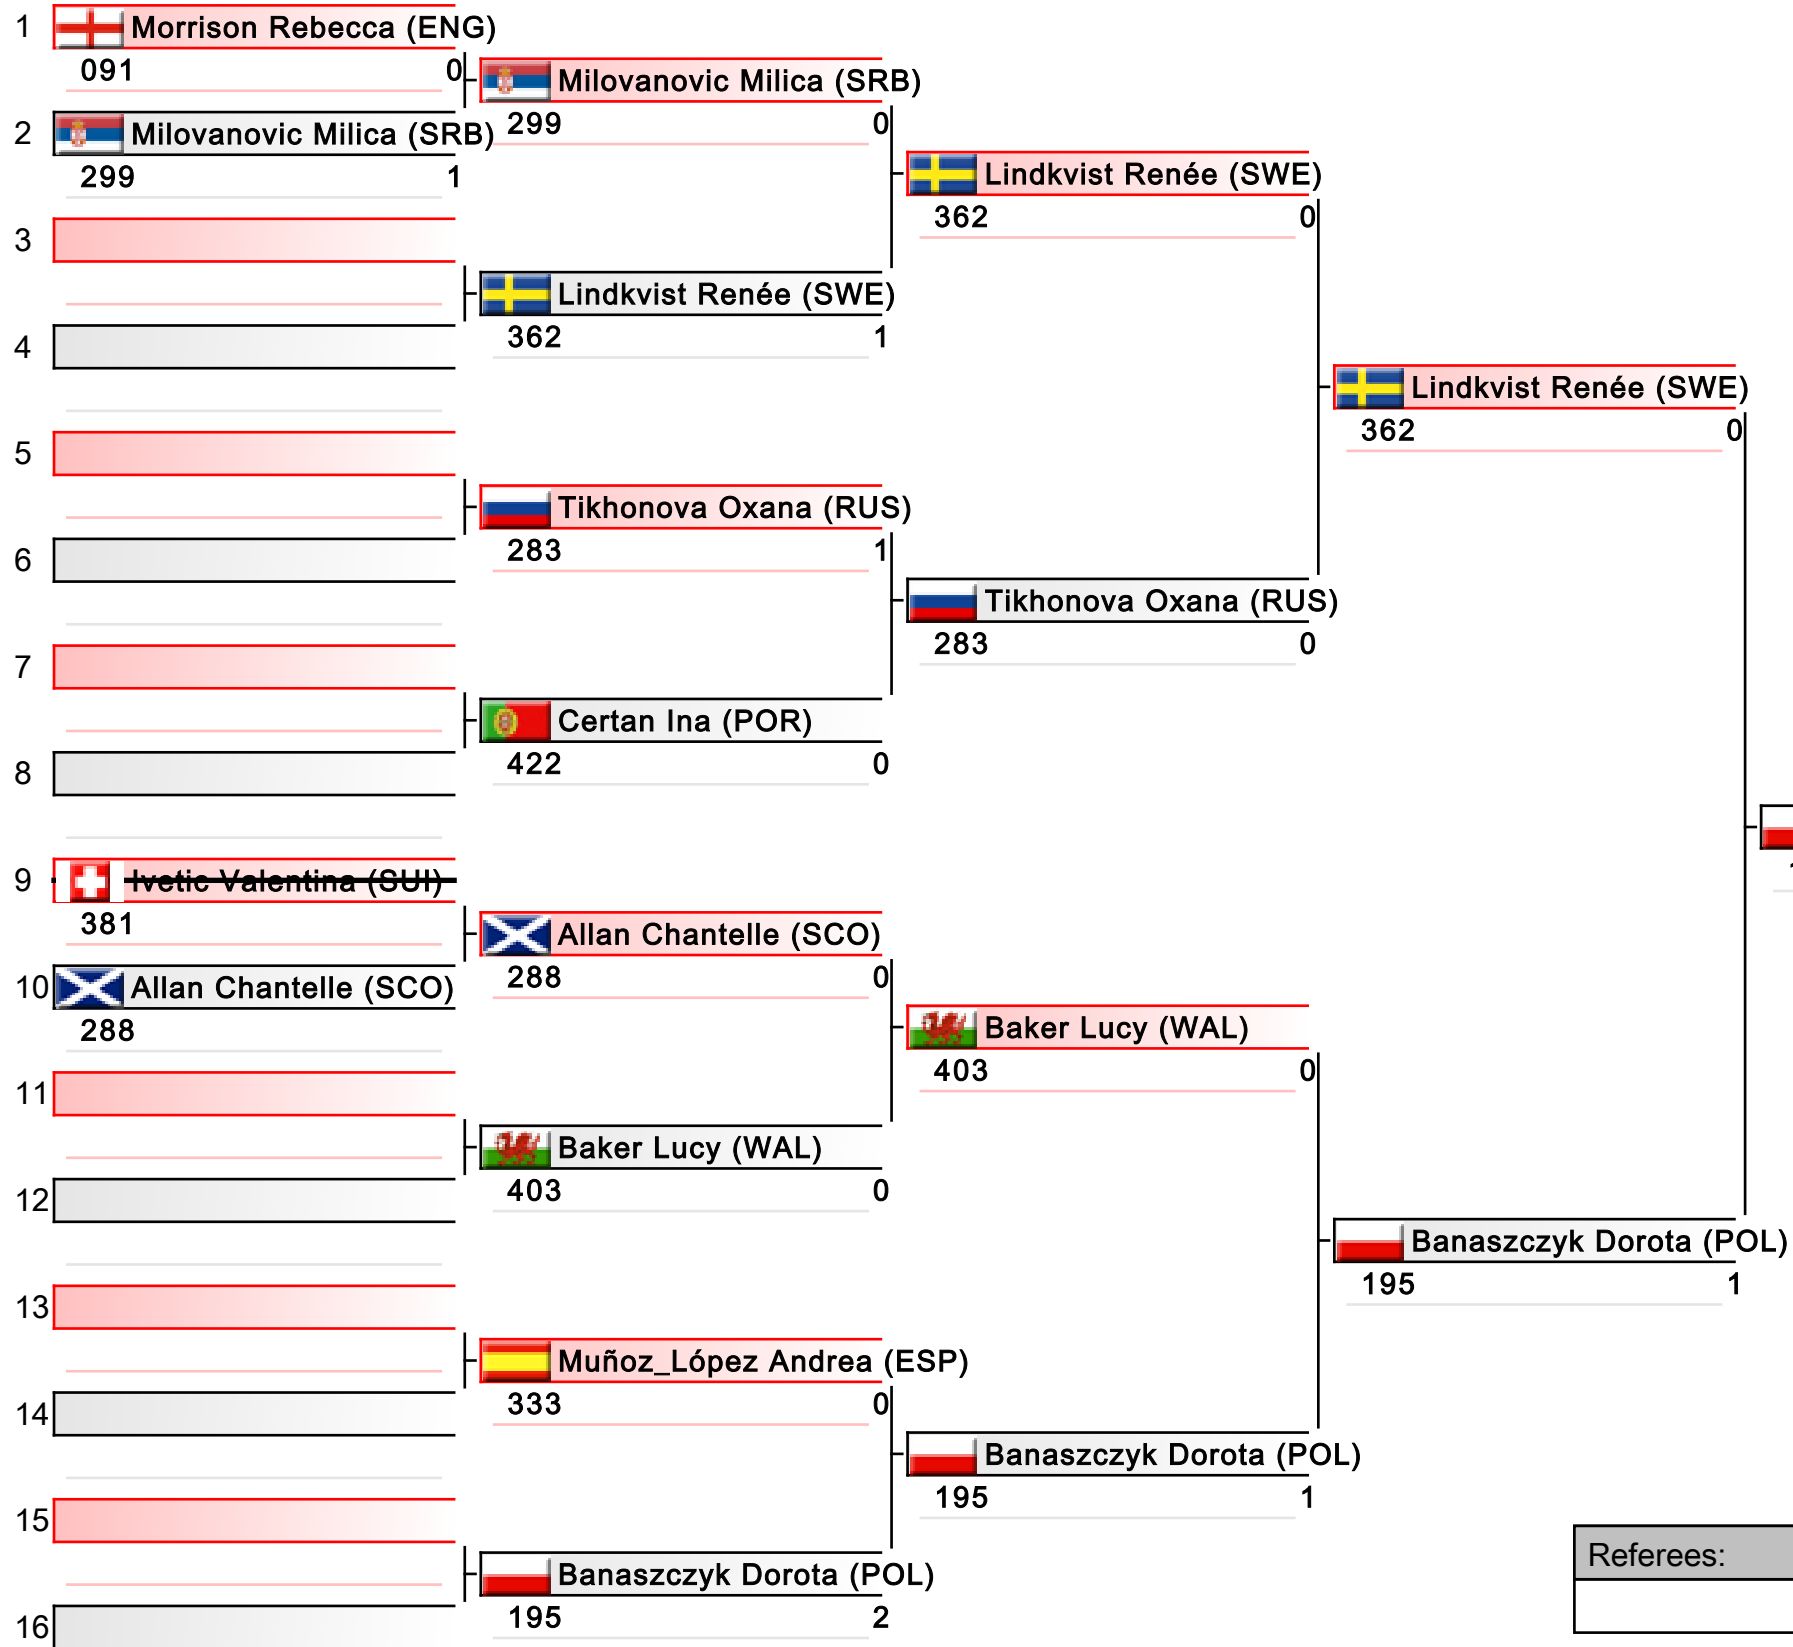 1 Morrison Rebecca (ENG)
091 0
Milovanovic Milica (SRB)
299 0
2 Milovanovic Milica (SRB)
299 1
Lindkvist Renée (SWE)
362 0
3
Lindkvist Renée (SWE)
362 1
4
Lindkvist Renée (SWE)
362 0
5
Tikhonova Oxana (RUS)
283 1
6
Tikhonova Oxana (RUS)
283 0
7
Certan Ina (POR)
422 0
8
9 Ivetic Valentina (SUI)
381
Allan Chantelle (SCO)
288 0
10 Allan Chantelle (SCO)
288
Baker Lucy (WAL)
403 0
11
Baker Lucy (WAL)
403 0
12
Banaszczyk Dorota (POL)
195 1
13
Muñoz_López Andrea (ESP)
333 0
14
Banaszczyk Dorota (POL)
195 1
15
Banaszczyk Dorota (POL)
195 2
16
Referees: